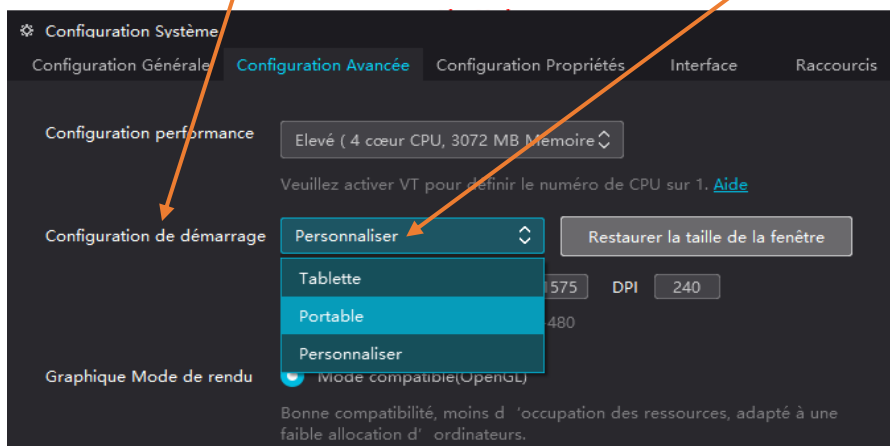 Configuration Système
Configuration Générale Configuration Avancée Configuration Propriétés Interface Raccourcis
Configuration performance Elevé ( 4 cœur CPU, 3072 MB Memoire
Veuillez activer VT pour définir le numéro de CPU sur 1. Aide
Configuration de démarrage Personnaliser Restaurer la taille de la fenêtre
Tablette
1575 DPI 240
Portable
-480
Personnaliser
Graphique Mode de rendu Mode compatible(OpenGL)
Bonne compatibilité, moins d 'occupation des ressources, adapté à une
faible allocation d' ordinateurs.